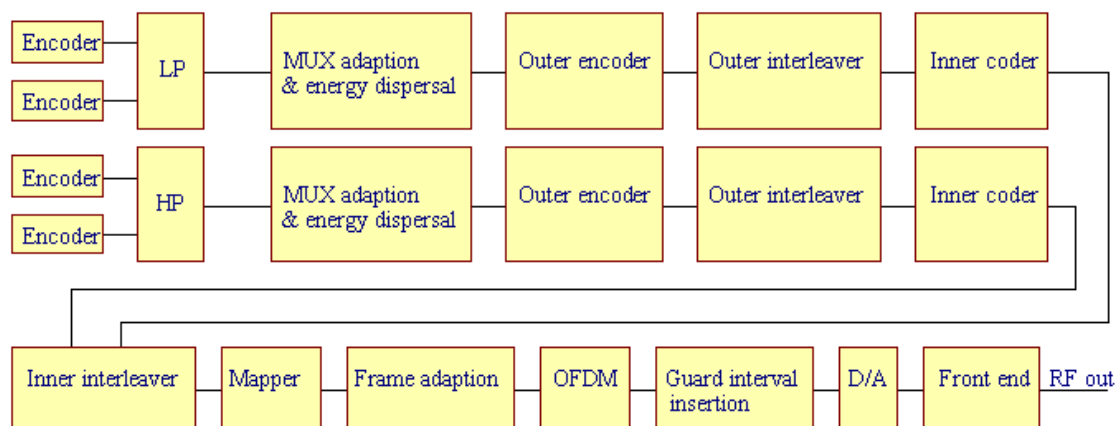 Encoder
Encoder
LP
MUX adaption
& energy dispersal
Outer encoder
Outer interleaver
Inner coder
Encoder
Encoder
HP
MUX adaption
& energy dispersal
Outer encoder
Outer interleaver
Inner coder
Inner interleaver
Mapper
Frame adaption
OFDM
Guard interval
insertion
D/A
Front end
RF out